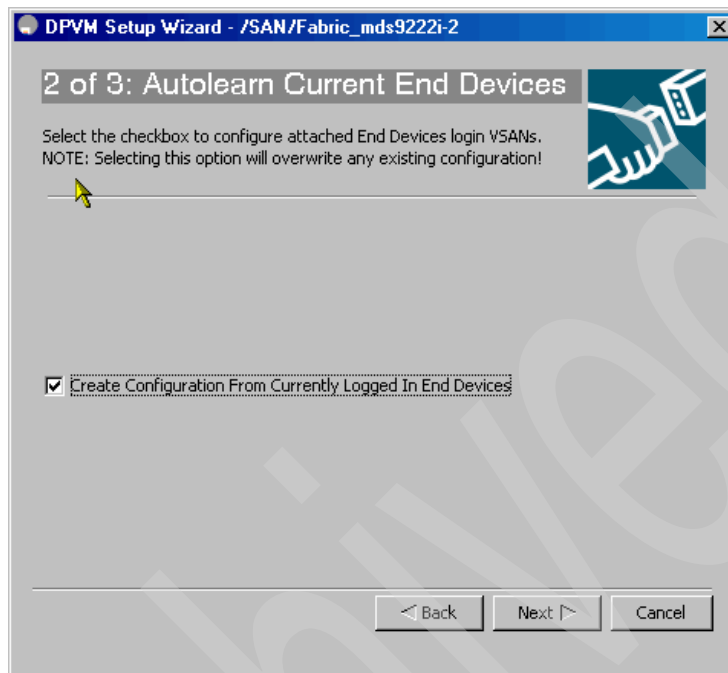 DPVM Setup Wizard - /SAN/Fabric_mds9222i-2
2 of 3: Autolearn Current End Devices
Select the checkbox to configure attached End Devices login VSANs.
NOTE: Selecting this option will overwrite any existing configuration!
Create Configuration From Currently Logged In End Devices
Back Next Cancel